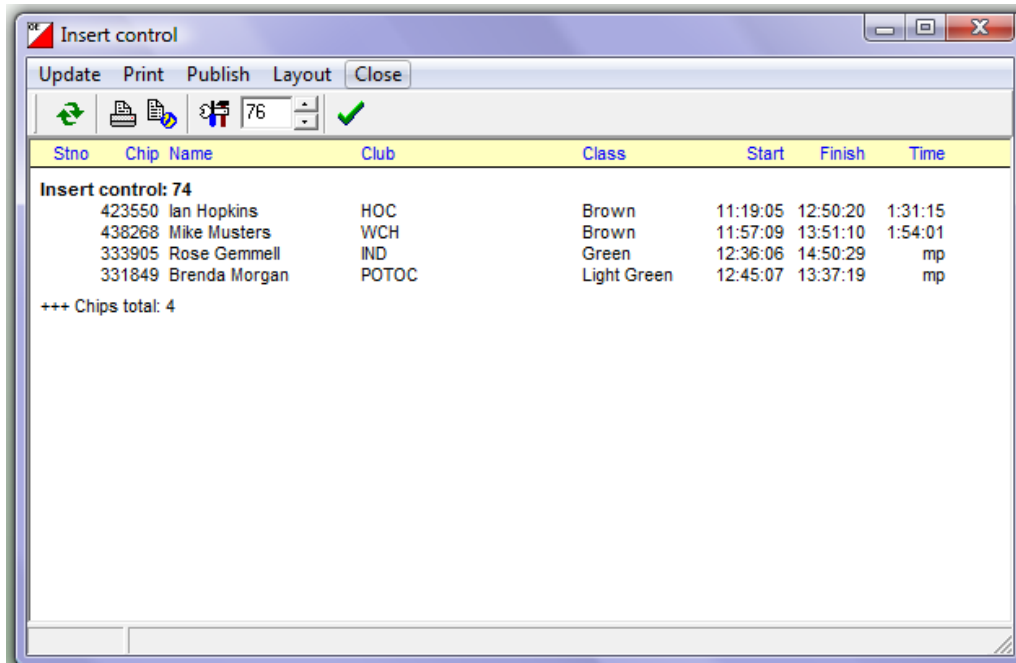 OE Insert control
Update Print Publish Layout Close
76
Stno Chip Name Club Class Start Finish Time
Insert control: 74
423550 Ian Hopkins HOC Brown 11:19:05 12:50:20 1:31:15
438268 Mike Musters WCH Brown 11:57:09 13:51:10 1:54:01
333905 Rose Gemmell IND Green 12:36:06 14:50:29 mp
331849 Brenda Morgan POTOC Light Green 12:45:07 13:37:19 mp
+++ Chips total: 4